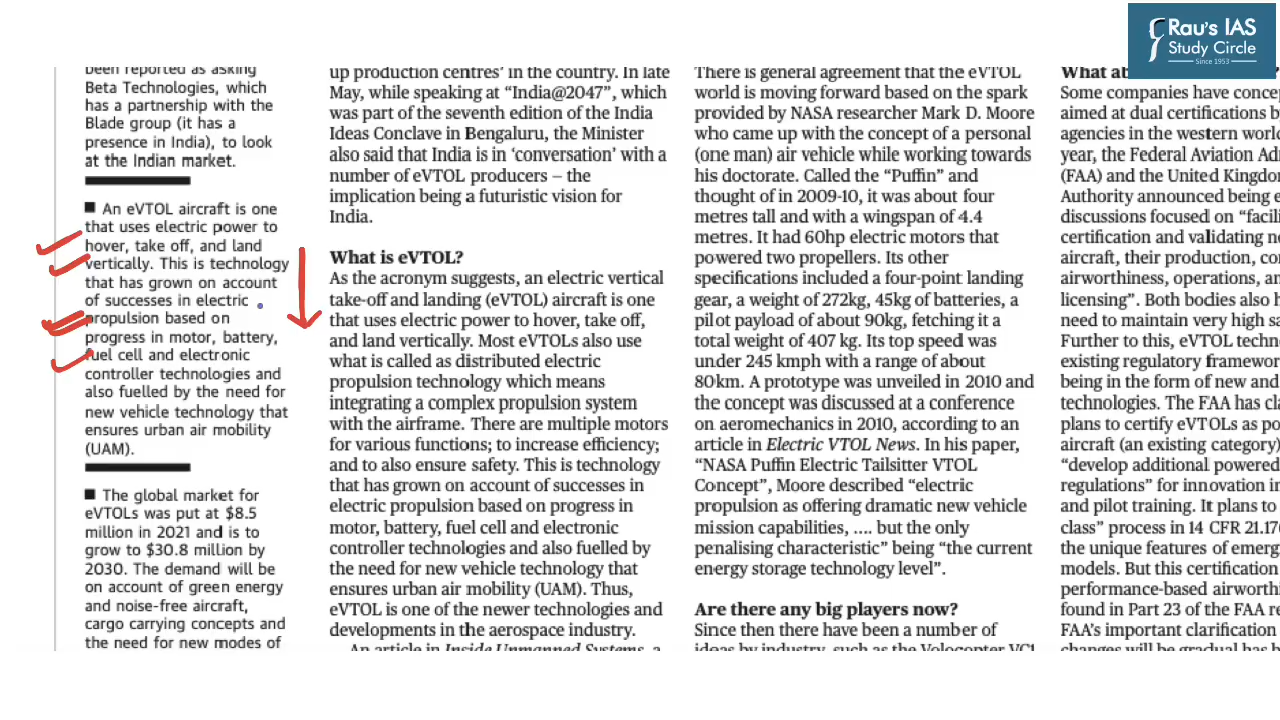 Rau's IAS
Study Circle
Since 1953
been reported as asking
Beta Technologies, which
has a partnership with the
Blade group (it has a
presence in India), to look
at the Indian market.
■ An eVTOL aircraft is one
that uses electric power to
hover, take off, and land
vertically. This is technology
that has grown on account
of successes in electric
propulsion based on
progress in motor, battery,
fuel cell and electronic
controller technologies and
also fuelled by the need for
new vehicle technology that
ensures urban air mobility
(UAM).
■ The global market for
eVTOLs was put at $8.5
million in 2021 and is to
grow to $30.8 million by
2030. The demand will be
on account of green energy
and noise-free aircraft,
cargo carrying concepts and
the need for new modes of
up production centres' in the country. In late
May, while speaking at “India@2047”, which
was part of the seventh edition of the India
Ideas Conclave in Bengaluru, the Minister
also said that India is in ‘conversation’ with a
number of eVTOL producers — the
implication being a futuristic vision for
India.
What is eVTOL?
As the acronym suggests, an electric vertical
take-off and landing (eVTOL) aircraft is one
that uses electric power to hover, take off,
and land vertically. Most eVTOLs also use
what is called as distributed electric
propulsion technology which means
integrating a complex propulsion system
with the airframe. There are multiple motors
for various functions; to increase efficiency;
and to also ensure safety. This is technology
that has grown on account of successes in
electric propulsion based on progress in
motor, battery, fuel cell and electronic
controller technologies and also fuelled by
the need for new vehicle technology that
ensures urban air mobility (UAM). Thus,
eVTOL is one of the newer technologies and
developments in the aerospace industry.
An article in Inside Unmanned Systems, a
There is general agreement that the eVTOL
world is moving forward based on the spark
provided by NASA researcher Mark D. Moore
who came up with the concept of a personal
(one man) air vehicle while working towards
his doctorate. Called the “Puffin” and
thought of in 2009-10, it was about four
metres tall and with a wingspan of 4.4
metres. It had 60hp electric motors that
powered two propellers. Its other
specifications included a four-point landing
gear, a weight of 272kg, 45kg of batteries, a
pilot payload of about 90kg, fetching it a
total weight of 407 kg. Its top speed was
under 245 kmph with a range of about
80km. A prototype was unveiled in 2010 and
the concept was discussed at a conference
on aeromechanics in 2010, according to an
article in Electric VTOL News. In his paper,
“NASA Puffin Electric Tailsitter VTOL
Concept”, Moore described “electric
propulsion as offering dramatic new vehicle
mission capabilities, .... but the only
penalising characteristic” being “the current
energy storage technology level”.
Are there any big players now?
Since then there have been a number of
ideas by industry, such as the Volocopter VC1
What
Some companies have
aimed at dual certifications
agencies in the western
year, the Federal Aviation
(FAA) and the United
Authority announced being
discussions focused on
certification and validating
aircraft, their production,
airworthiness, operations,
licensing”. Both bodies also
need to maintain very high
Further to this, eVTOL
existing regulatory
being in the form of new and
technologies. The FAA has
plans to certify eVTOLs as
aircraft (an existing category)
“develop additional powered
regulations” for innovation
and pilot training. It plans to
class” process in 14 CFR
the unique features of
models. But this certification
performance-based
found in Part 23 of the FAA
FAA's important clarification
changes will be gradual has